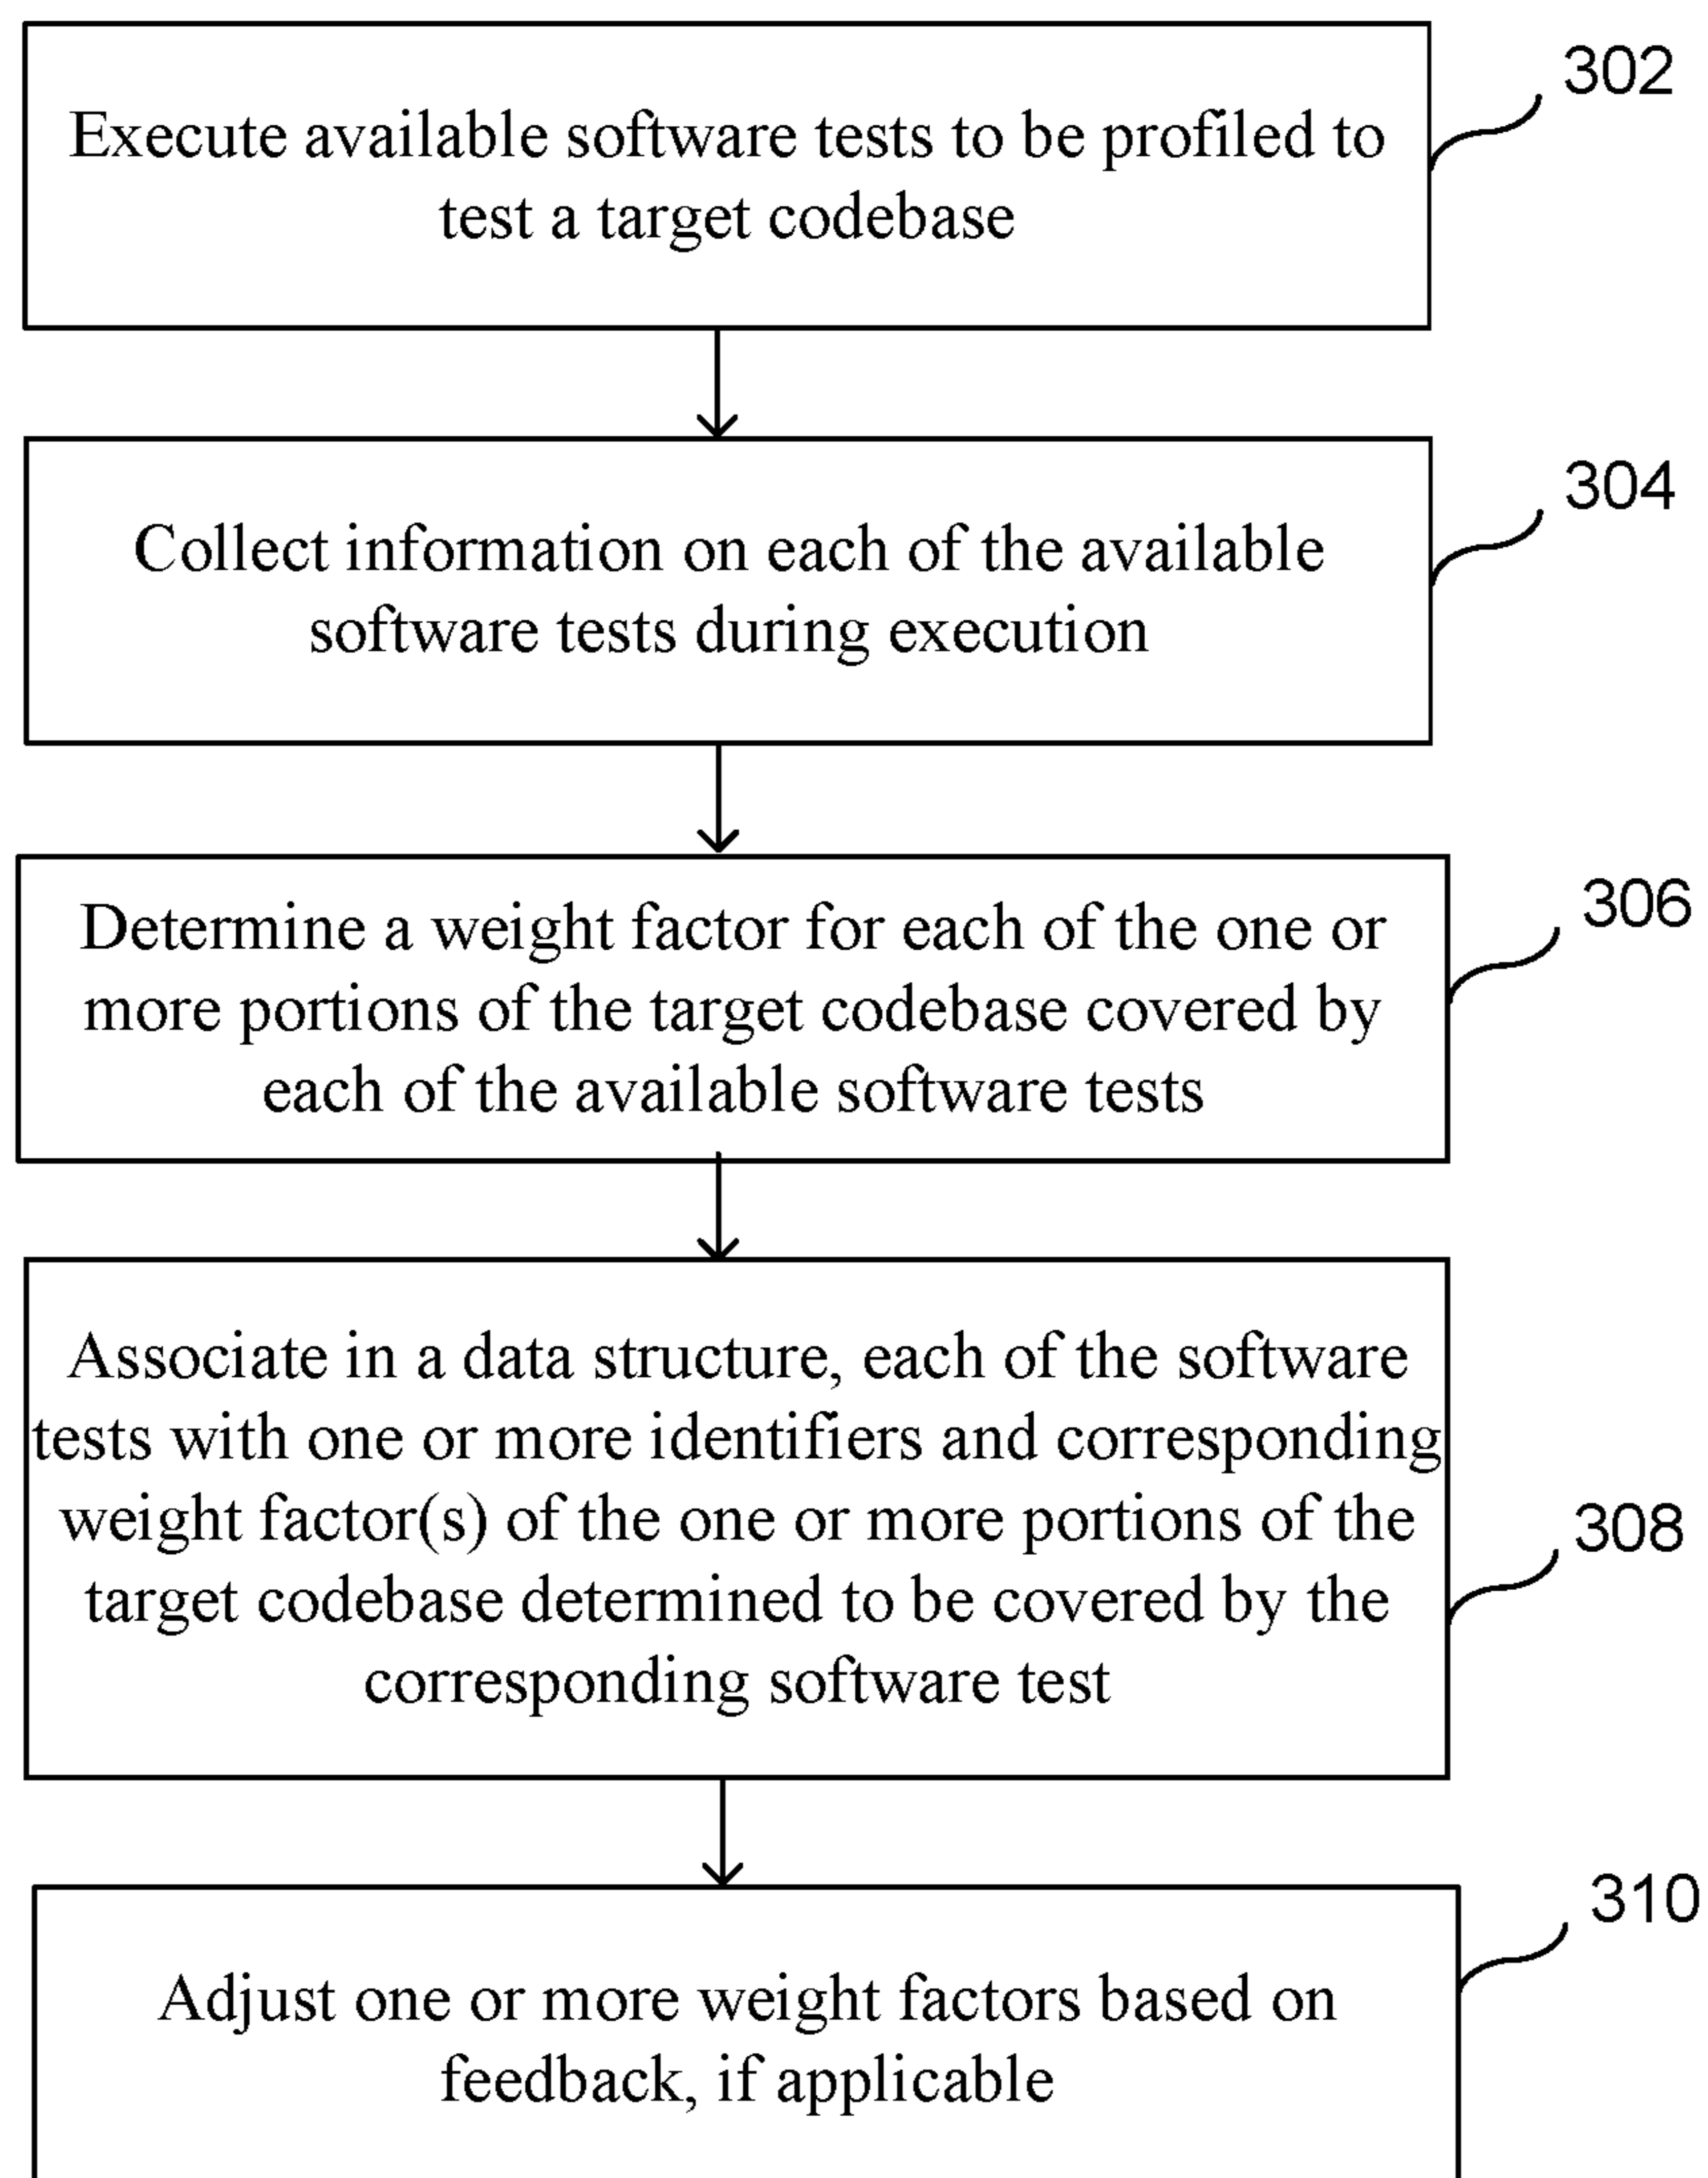 302
Execute available software tests to be profiled to
test a target codebase
304
Collect information on each of the available
software tests during execution
306
Determine a weight factor for each of the one or
more portions of the target codebase covered by
each of the available software tests
Associate in a data structure, each of the software
tests with one or more identifiers and corresponding
weight factor(s) of the one or more portions of the
308
target codebase determined to be covered by the
corresponding software test
310
Adjust one or more weight factors based on
feedback, if applicable